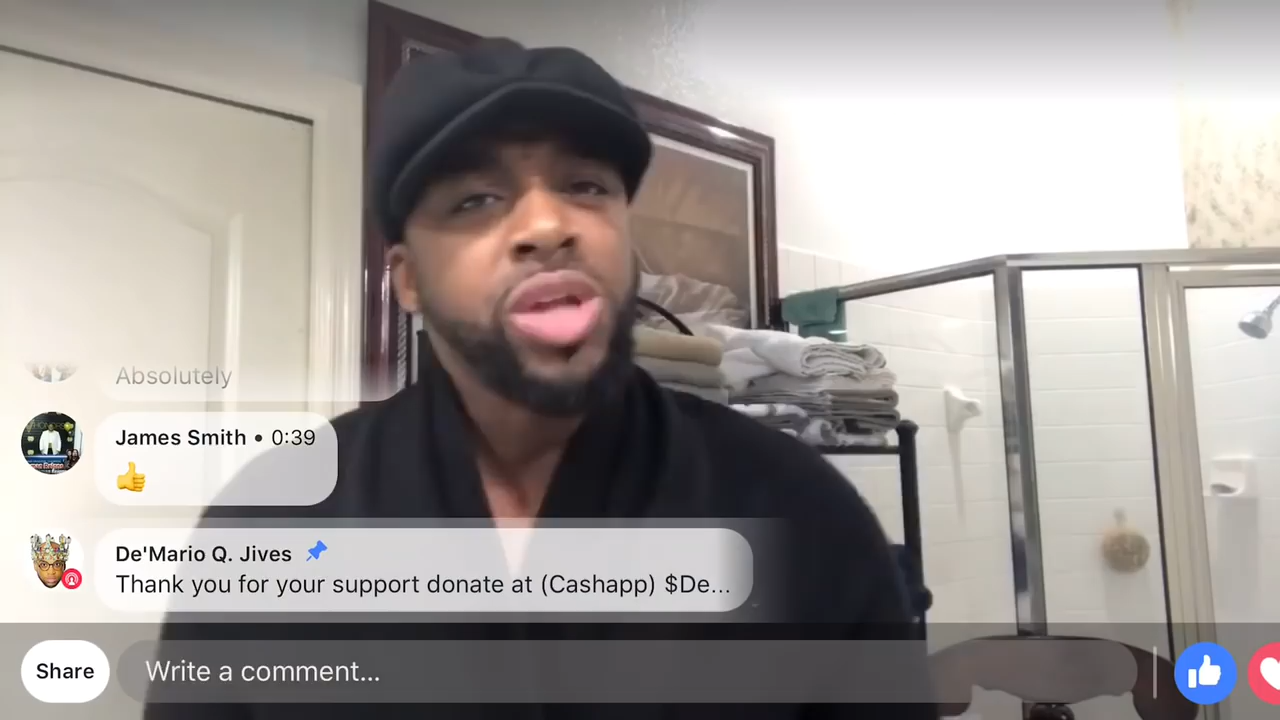 Absolutely
James Smith • 0:39
👍
De'Mario Q. Jives
Thank you for your support donate at (Cashapp) $De...
Share
Write a comment...